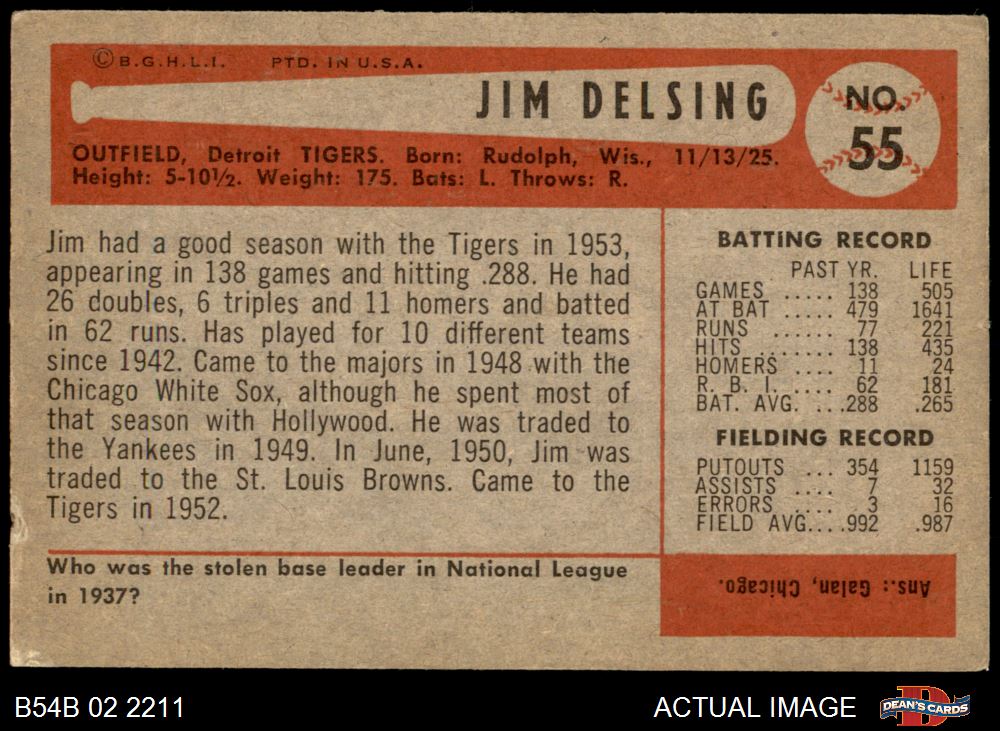 © B.G.H.L.I. PTD. IN U.S.A.
JIM DELSING
NO.
55
OUTFIELD, Detroit TIGERS. Born: Rudolph, Wis., 11/13/25.
Height: 5-10½. Weight: 175. Bats: L. Throws: R.
Jim had a good season with the Tigers in 1953,
appearing in 138 games and hitting .288. He had
26 doubles, 6 triples and 11 homers and batted
in 62 runs. Has played for 10 different teams
since 1942. Came to the majors in 1948 with the
Chicago White Sox, although he spent most of
that season with Hollywood. He was traded to
the Yankees in 1949. In June, 1950, Jim was
traded to the St. Louis Browns. Came to the
Tigers in 1952.
BATTING RECORD
PAST YR. LIFE
GAMES ..... 138 505
AT BAT ..... 479 1641
RUNS ...... 77 221
HITS ....... 138 435
HOMERS .... 11 24
R. B. I. .... 62 181
BAT. AVG. ...288 .265
FIELDING RECORD
PUTOUTS ... 354 1159
ASSISTS .... 7 32
ERRORS .... 3 16
FIELD AVG....992 .987
Who was the stolen base leader in National League
in 1937?
Ans.: Galan, Chicago.
B54B 02 2211
ACTUAL IMAGE
D
DEAN'S CARDS